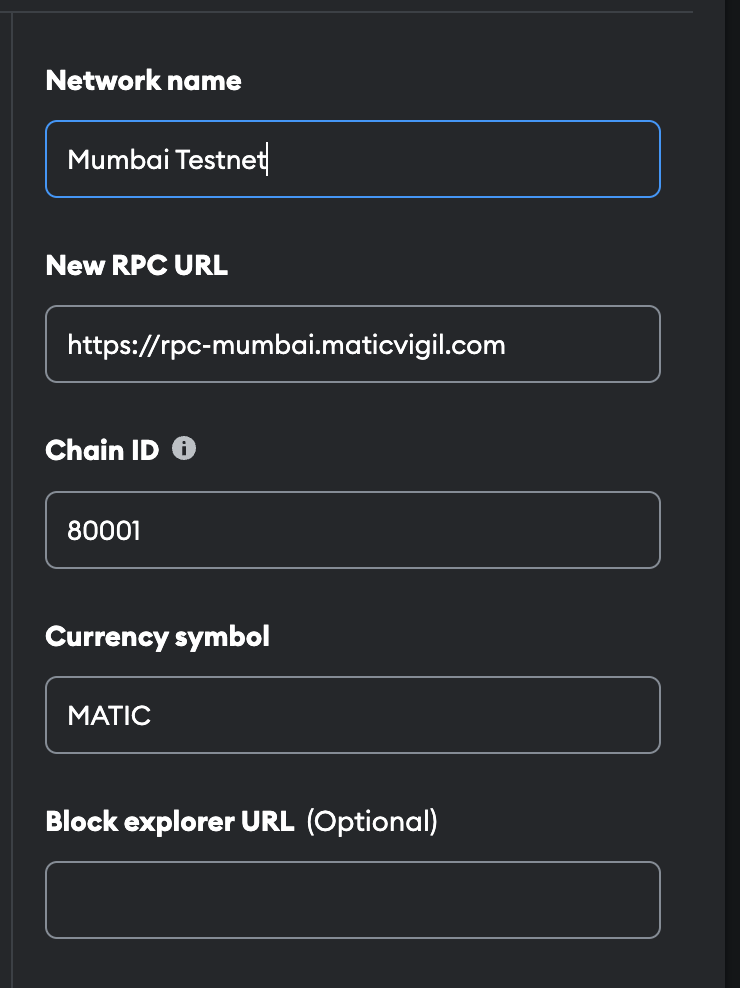 Network name
Mumbai Testnet
New RPC URL
https://rpc-mumbai.maticvigil.com
Chain ID
80001
Currency symbol
MATIC
Block explorer URL (Optional)